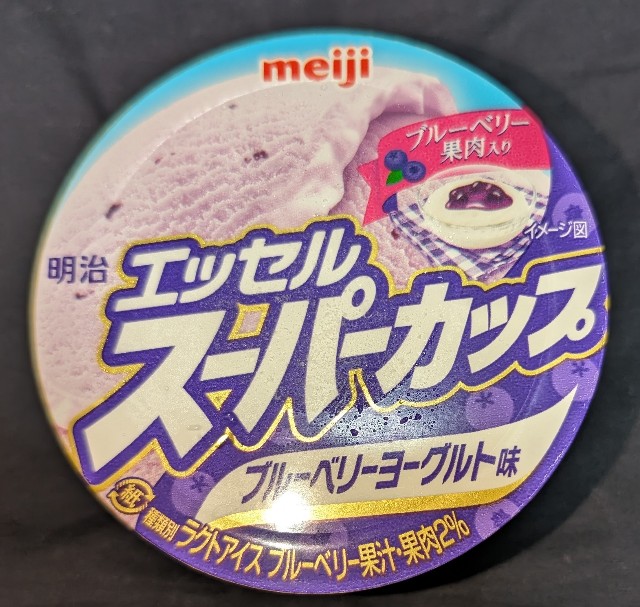 meiji
ブルーベリー
果肉入り
イメージ図
明治
エッセル
スーパーカップ
ブルーベリーヨーグルト味
紙
種類別 ラクトアイス ブルーベリー果汁・果肉2%